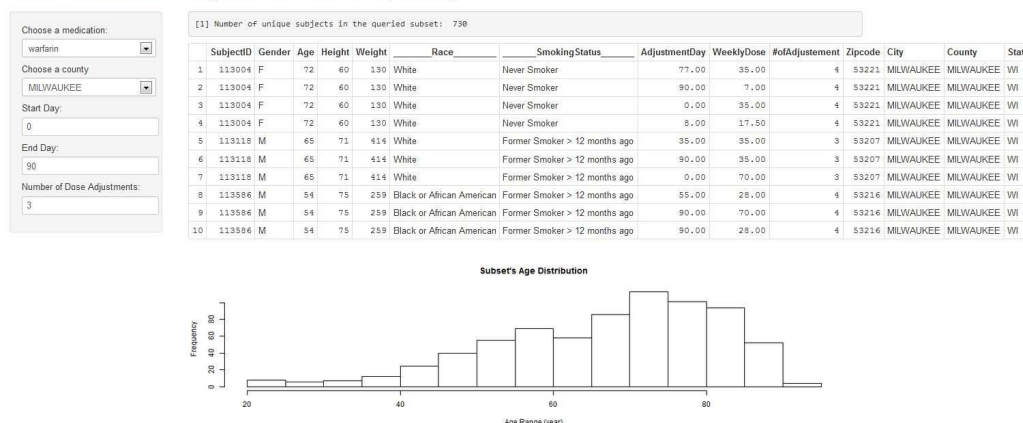 Choose a medication:
warfarin
Choose a county
MILWAUKEE
Start Day:
0
End Day:
90
Number of Dose Adjustments:
3
[1] Number of unique subjects in the queried subset: 730
SubjectID Gender Age Height Weight ______Race______ ______SmokingStatus______ AdjustmentDay WeeklyDose #ofAdjustement Zipcode City County Stat
1 113004 F 72 60 130 White Never Smoker 77.00 35.00 4 53221 MILWAUKEE MILWAUKEE WI
2 113004 F 72 60 130 White Never Smoker 90.00 7.00 4 53221 MILWAUKEE MILWAUKEE WI
3 113004 F 72 60 130 White Never Smoker 0.00 35.00 4 53221 MILWAUKEE MILWAUKEE WI
4 113004 F 72 60 130 White Never Smoker 8.00 17.50 4 53221 MILWAUKEE MILWAUKEE WI
5 113118 M 65 71 414 White Former Smoker > 12 months ago 35.00 35.00 3 53207 MILWAUKEE MILWAUKEE WI
6 113118 M 65 71 414 White Former Smoker > 12 months ago 90.00 35.00 3 53207 MILWAUKEE MILWAUKEE WI
7 113118 M 65 71 414 White Former Smoker > 12 months ago 0.00 70.00 3 53207 MILWAUKEE MILWAUKEE WI
8 113586 M 54 75 259 Black or African American Former Smoker > 12 months ago 55.00 28.00 4 53216 MILWAUKEE MILWAUKEE WI
9 113586 M 54 75 259 Black or African American Former Smoker > 12 months ago 90.00 70.00 4 53216 MILWAUKEE MILWAUKEE WI
10 113586 M 54 75 259 Black or African American Former Smoker > 12 months ago 90.00 28.00 4 53216 MILWAUKEE MILWAUKEE WI
Subset's Age Distribution
Frequency
80
60
40
20
0
20 40 60 80
Age Range (year)